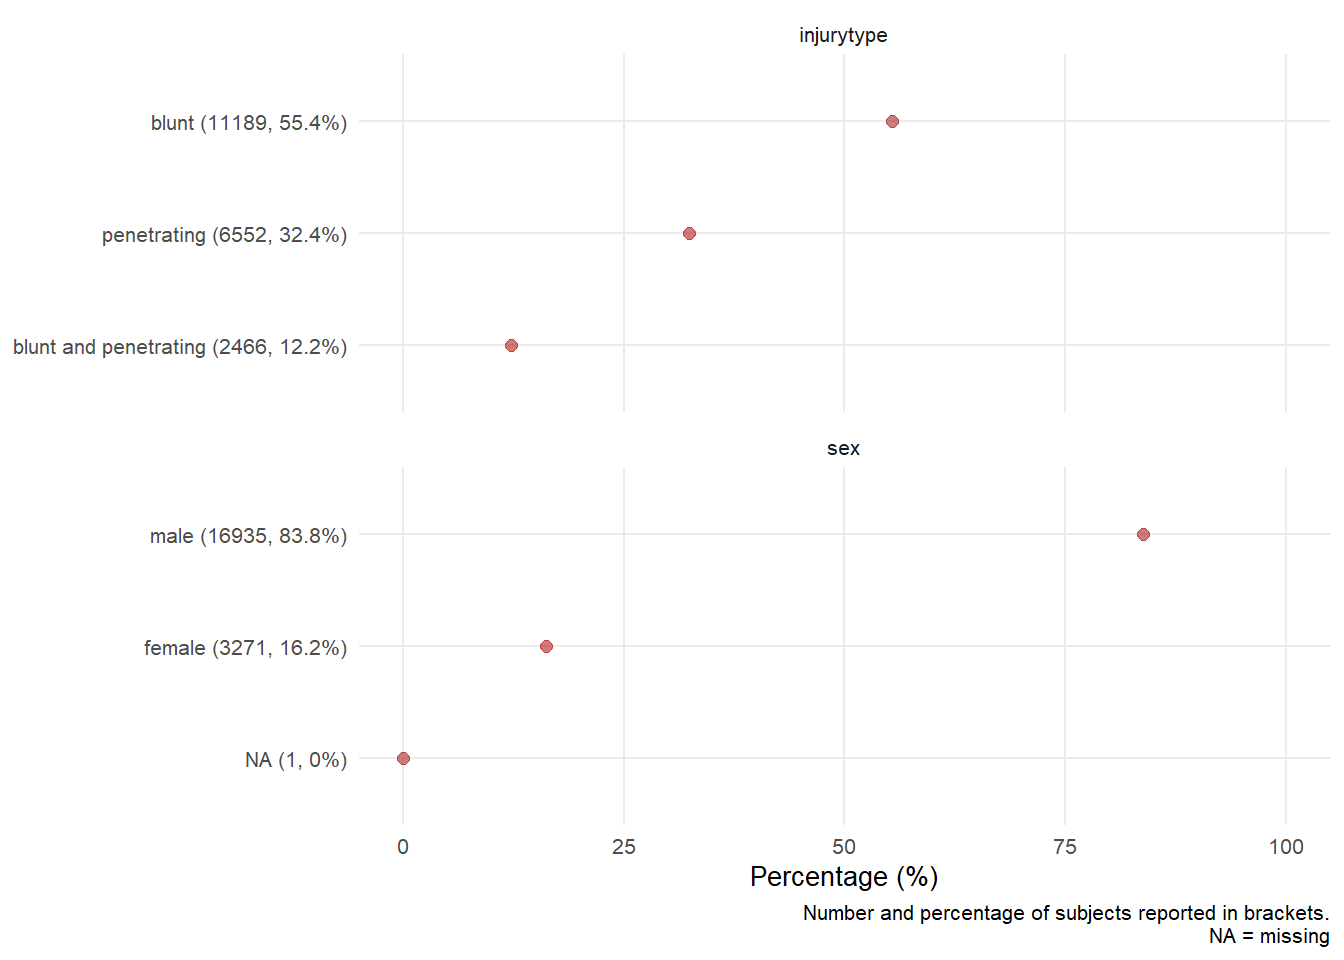 injurytype
blunt (11189, 55.4%)
penetrating (6552, 32.4%)
blunt and penetrating (2466, 12.2%)
sex
male (16935, 83.8%)
female (3271, 16.2%)
NA (1, 0%)
0 25 50 75 100
Percentage (%)
Number and percentage of subjects reported in brackets.
NA = missing